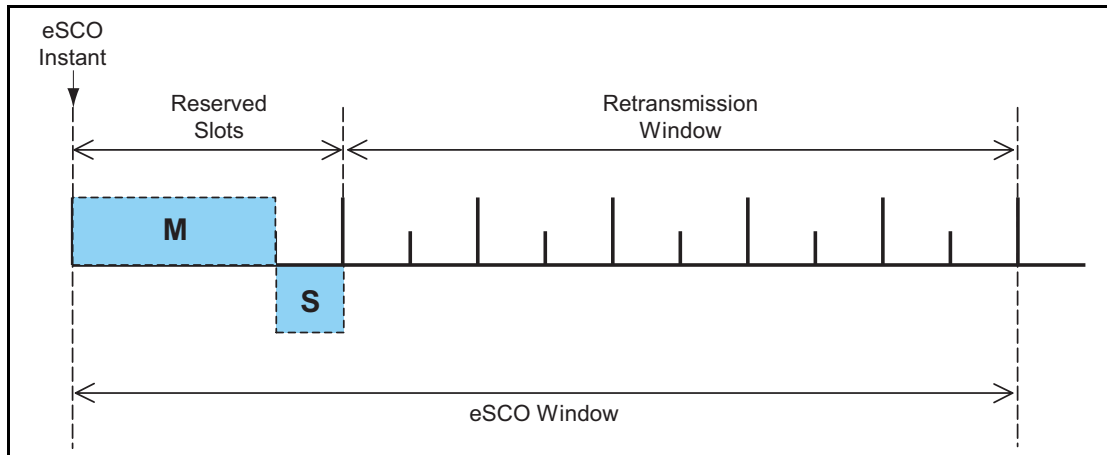 eSCO
Instant
Reserved
Slots
Retransmission
Window
M
S
eSCO Window